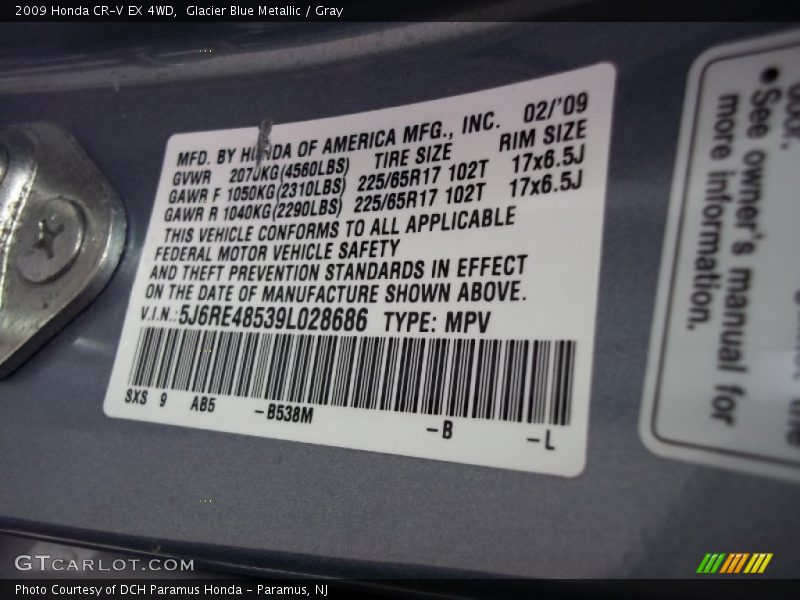 2009 Honda CR-V EX 4WD,  Glacier Blue Metallic / Gray
MFD. BY HONDA OF AMERICA MFG., INC. 02/'09
GVWR 2070KG(4560LBS) TIRE SIZE RIM SIZE
GAWR F 1050KG(2310LBS) 225/65R17 102T 17x6.5J
GAWR R 1040KG(2290LBS) 225/65R17 102T 17x6.5J
THIS VEHICLE CONFORMS TO ALL APPLICABLE
FEDERAL MOTOR VEHICLE SAFETY
AND THEFT PREVENTION STANDARDS IN EFFECT
ON THE DATE OF MANUFACTURE SHOWN ABOVE.
V.I.N.:5J6RE48539L028686 TYPE: MPV
SXS 9 AB5 -B538M -B -L
door.
• See owner's manual for
more information.
the
GTCARLOT.COM
Photo Courtesy of DCH Paramus Honda - Paramus, NJ